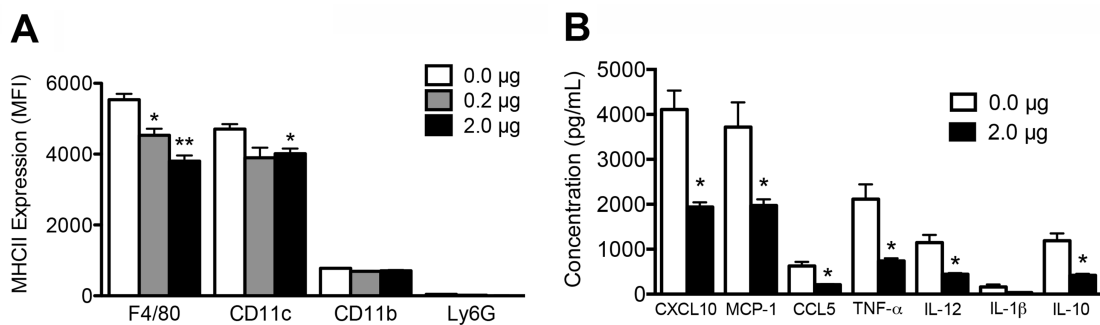 A
MHCII Expression (MFI)
6000
4000
2000
0
0.0 µg
0.2 µg
2.0 µg
*
**
*
F4/80 CD11c CD11b Ly6G
B
Concentration (pg/mL)
5000
4000
3000
2000
1000
0
0.0 µg
2.0 µg
*
*
*
*
*
*
CXCL10 MCP-1 CCL5 TNF-α IL-12 IL-1β IL-10